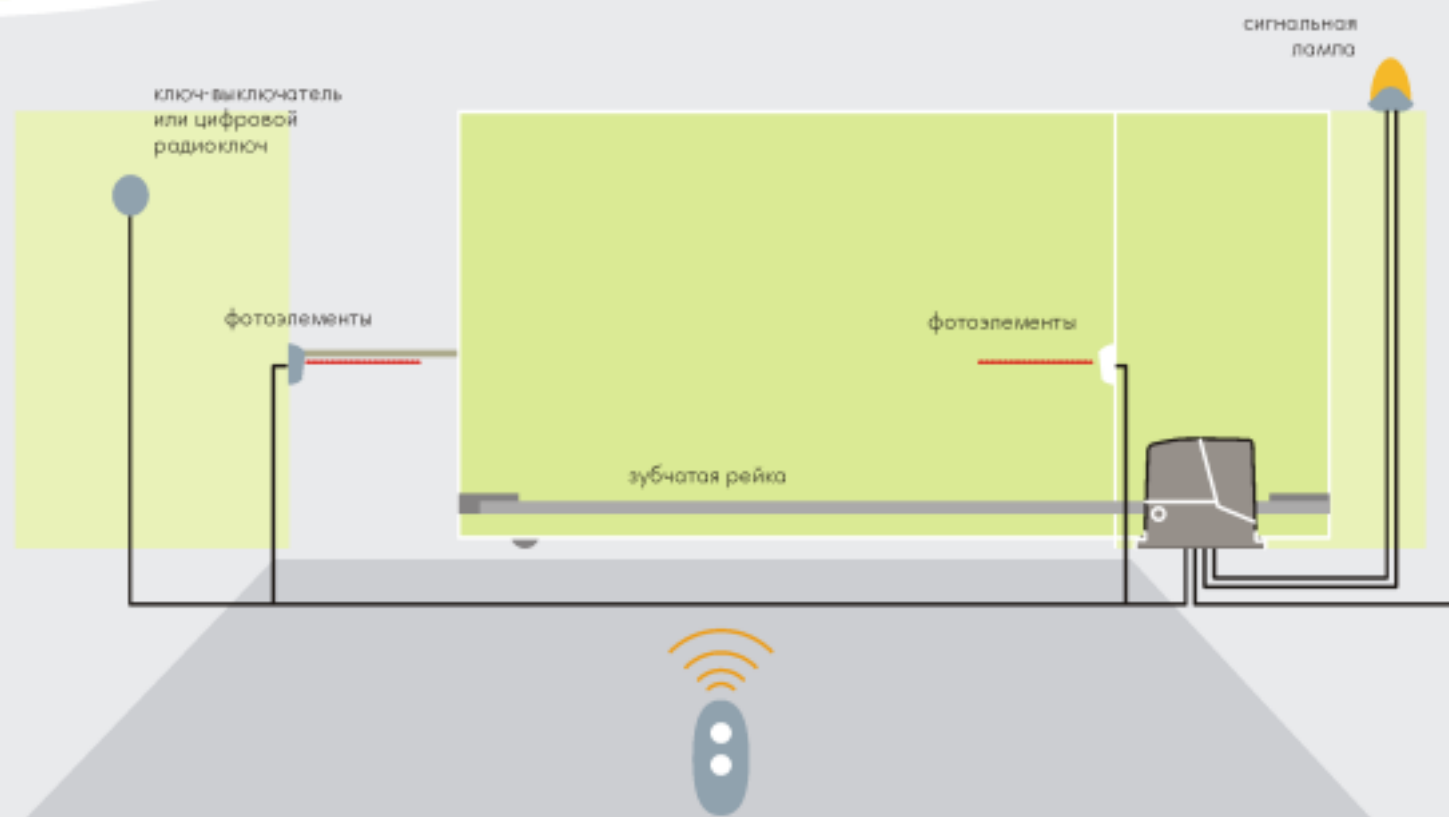 сигнальная
лампа
ключ-выключатель
или цифровой
радиоключ
фотоэлементы
фотоэлементы
зубчатая рейка